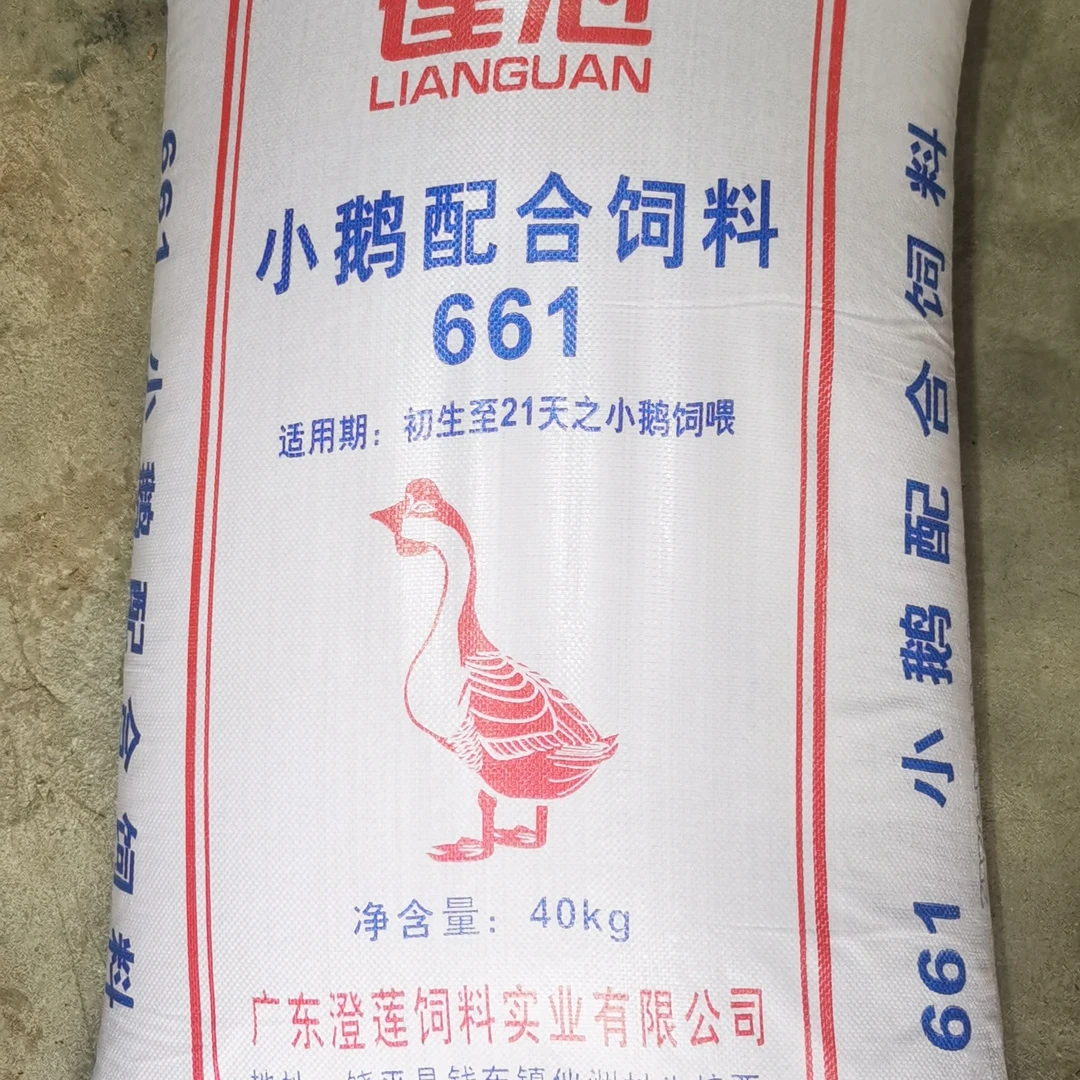 LIANGUAN
小鹅配合饲料
661
适用期：初生至21天之小鹅饲喂
净含量：40kg
广东澄莲饲料实业有限公司
661 小鹅配合饲料
661 小鹅配合饲料